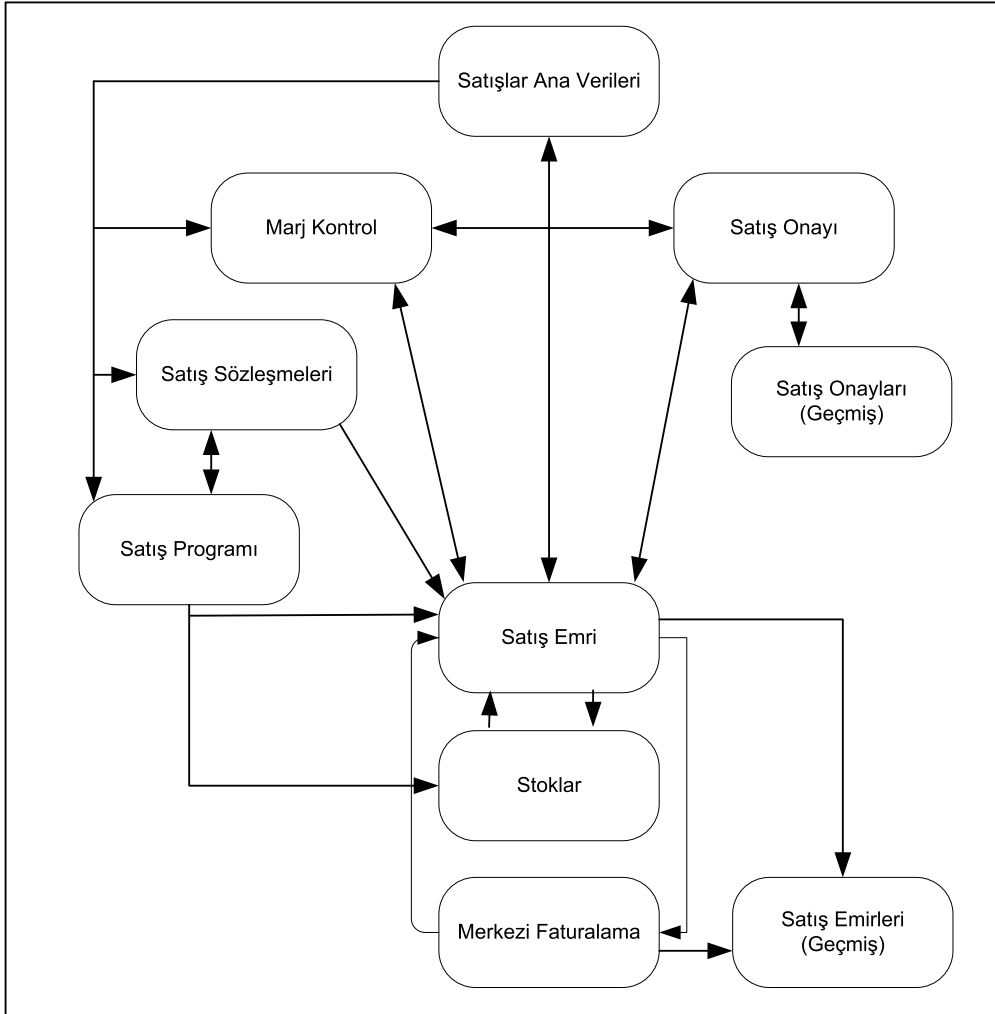 Satışlar Ana Verileri
Marj Kontrol
Satış Onayı
Satış Sözleşmeleri
Satış Onayları
(Geçmiş)
Satış Programı
Satış Emri
Stoklar
Merkezi Faturalama
Satış Emirleri
(Geçmiş)